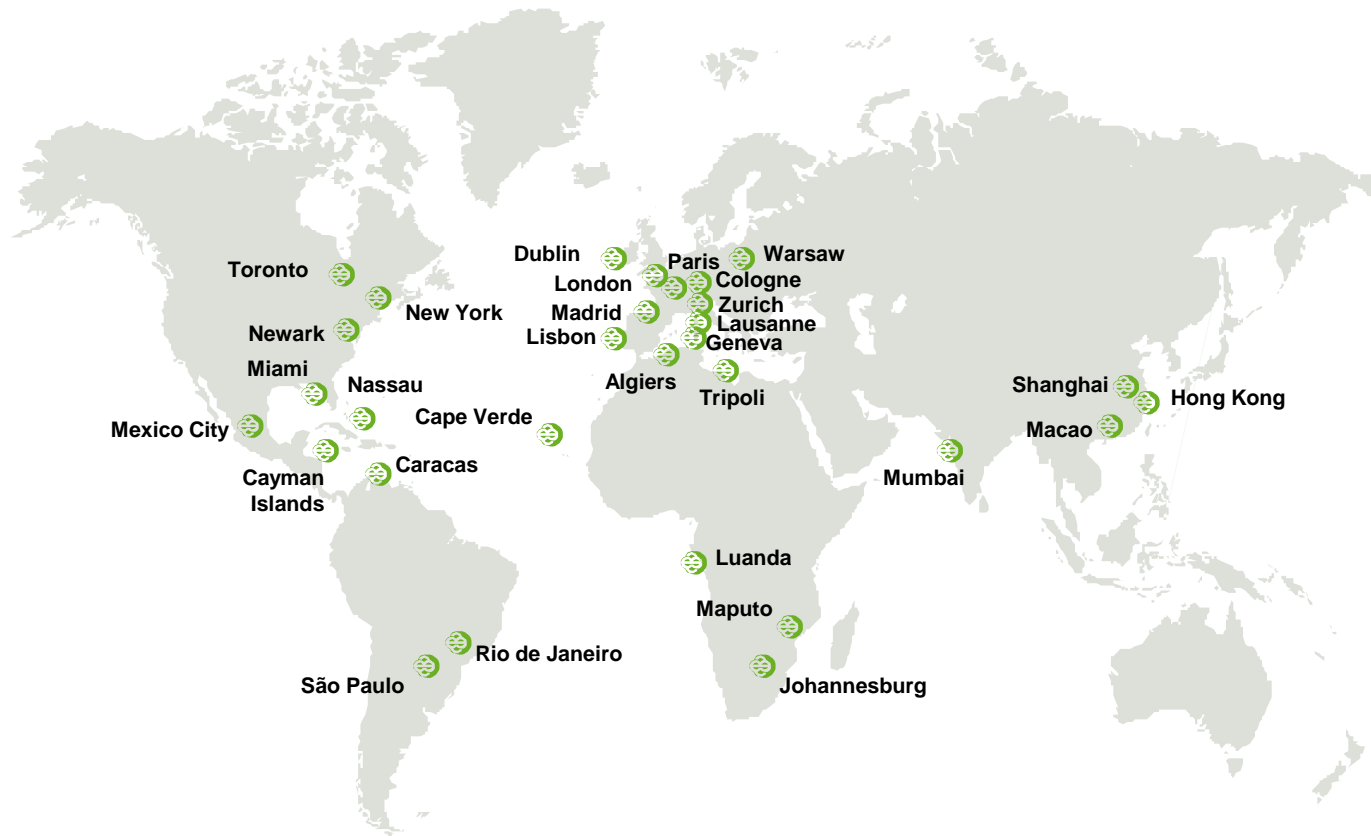 Dublin
Paris
Warsaw
Toronto
London
Cologne
New York
Madrid
Zurich
Newark
Lisbon
Lausanne
Geneva
Miami
Nassau
Algiers
Tripoli
Shanghai
Hong Kong
Mexico City
Cape Verde
Macao
Caracas
Cayman
Islands
Mumbai
Luanda
Maputo
Rio de Janeiro
São Paulo
Johannesburg